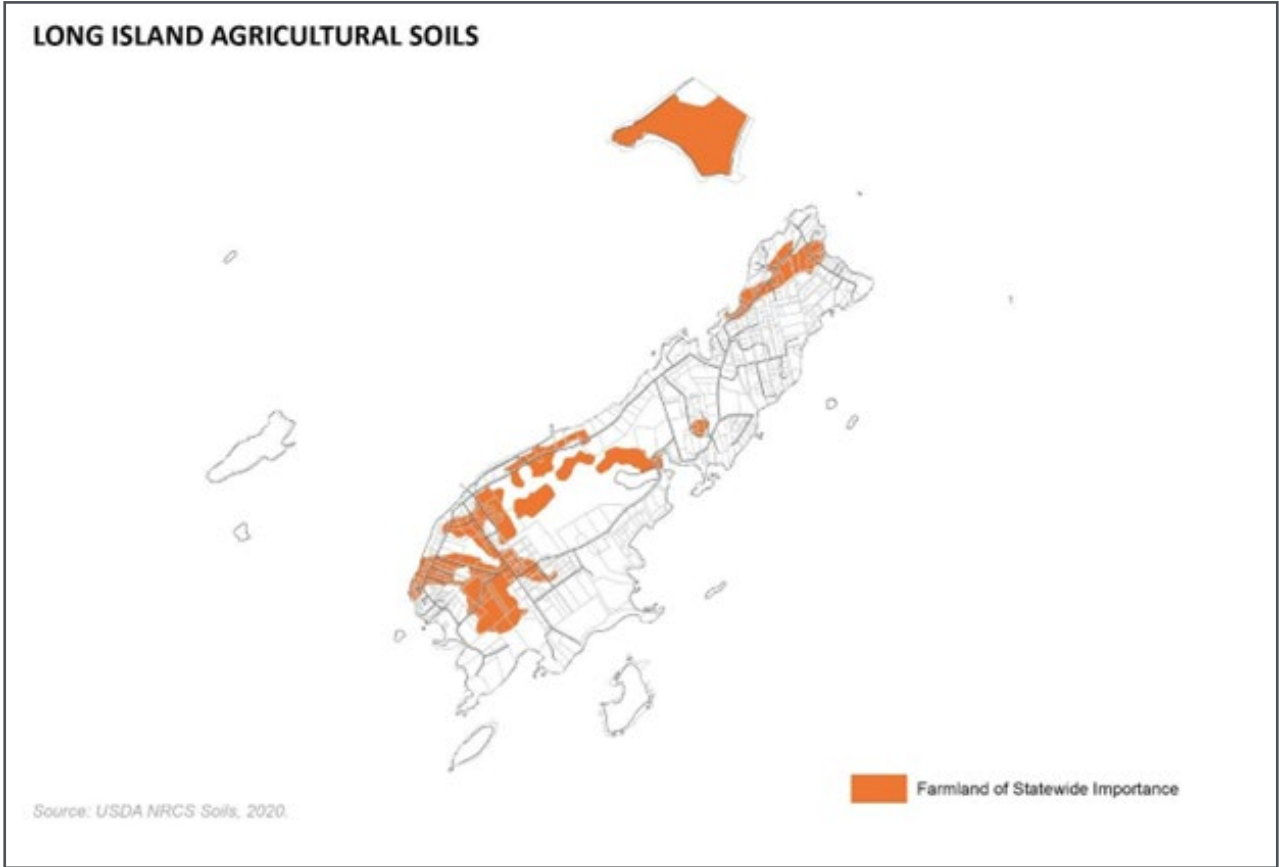 LONG ISLAND AGRICULTURAL SOILS
Farmland of Statewide Importance
Source: USDA NRCS Soils, 2020.